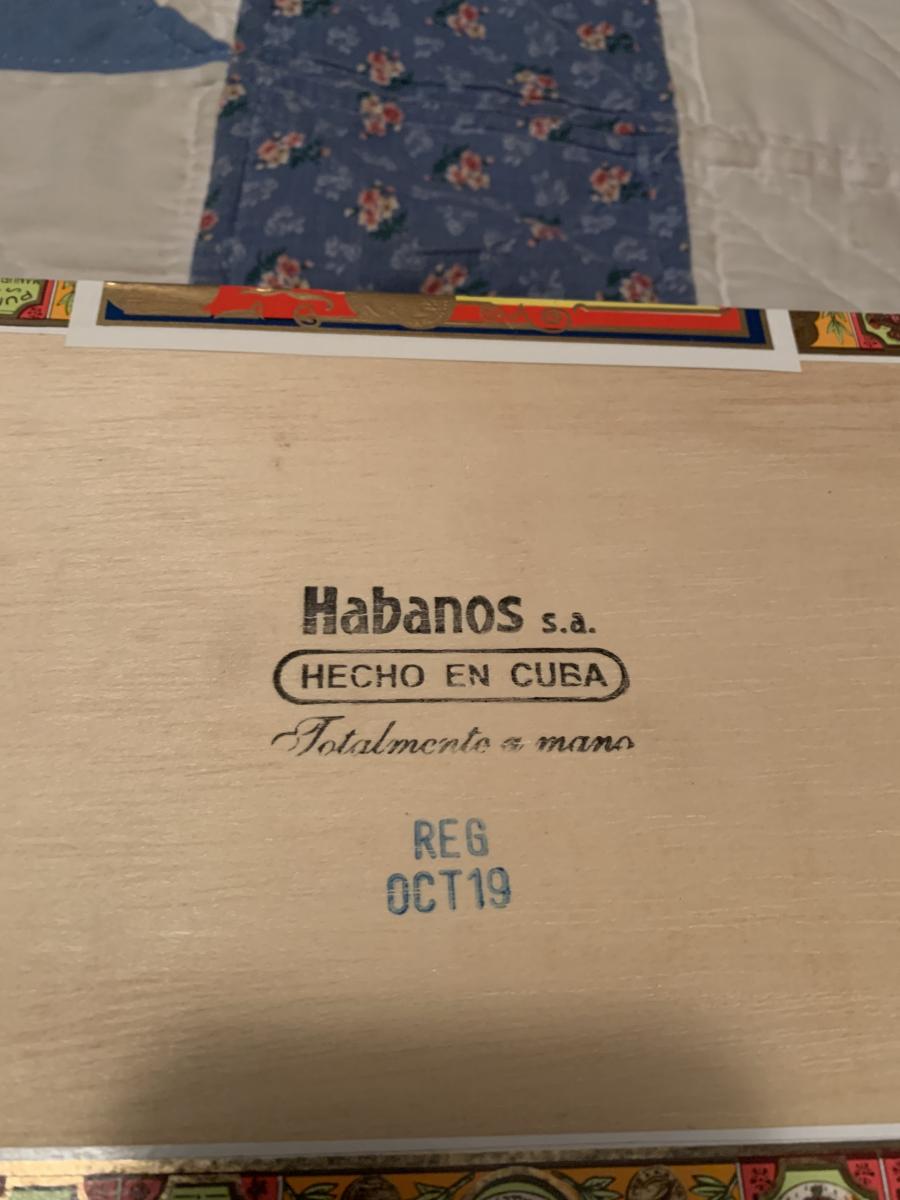 Habanos s.a.
HECHO EN CUBA
Totalmente a mano
REG
OCT19